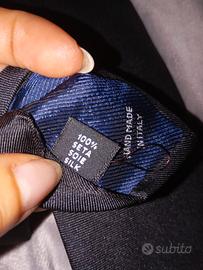 100%
SETA
SOIE
SILK
HAND MADE
IN ITALY
subito